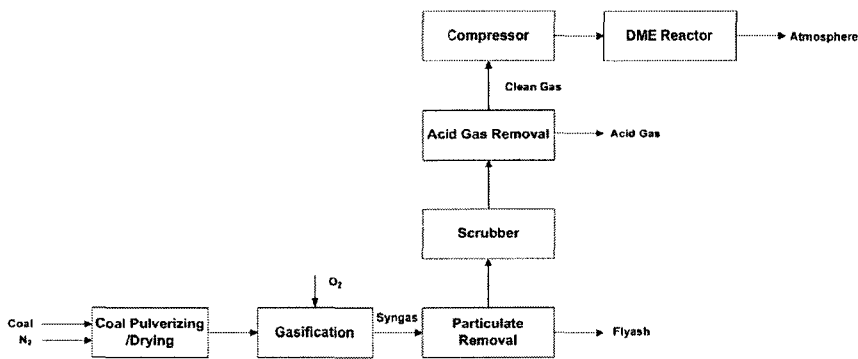 Compressor
DME Reactor
Atmosphere
Clean Gas
Acid Gas Removal
Acid Gas
Scrubber
O₂
Coal
N₂
Coal Pulverizing
/Drying
Gasification
Syngas
Particulate
Removal
Flyash